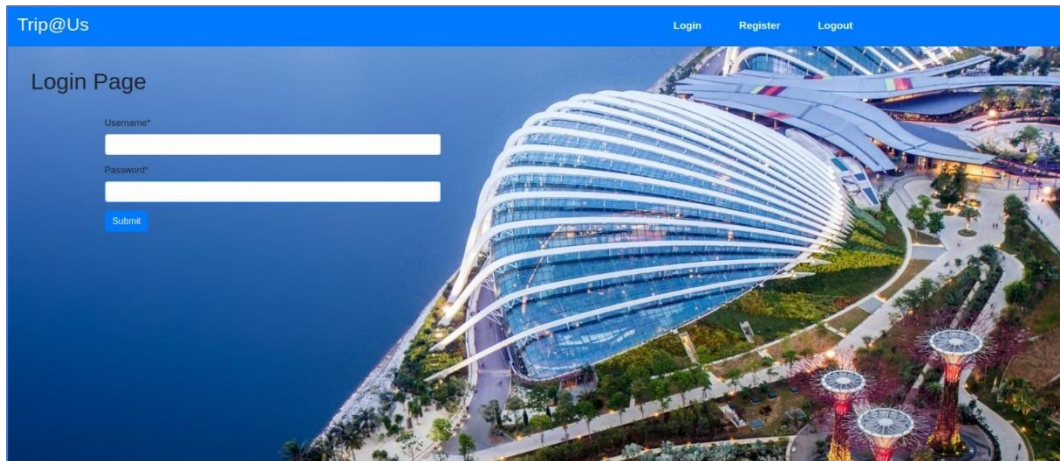 Trip@Us
Login Register Logout
Login Page
Username*
Password*
Submit